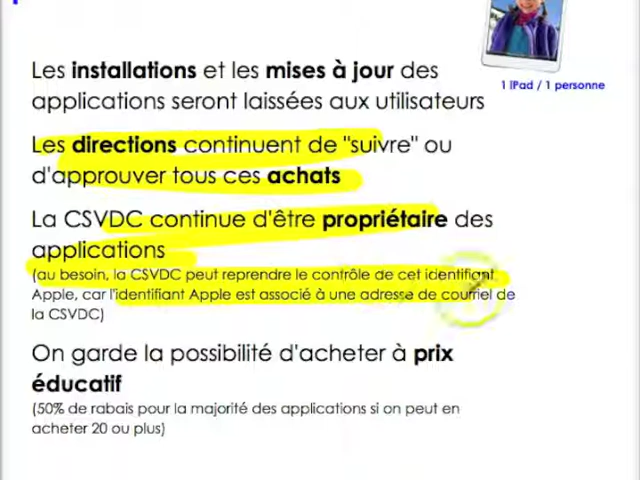 1 iPad / 1 personne
Les installations et les mises à jour des
applications seront laissées aux utilisateurs
Les directions continuent de "suivre" ou
d'approuver tous ces achats
La CSVDC continue d'être propriétaire des
applications
(au besoin, la CSVDC peut reprendre le contrôle de cet identifiant
Apple, car l'identifiant Apple est associé à une adresse de courriel de
la CSVDC)
On garde la possibilité d'acheter à prix
éducatif
(50% de rabais pour la majorité des applications si on peut en
acheter 20 ou plus)